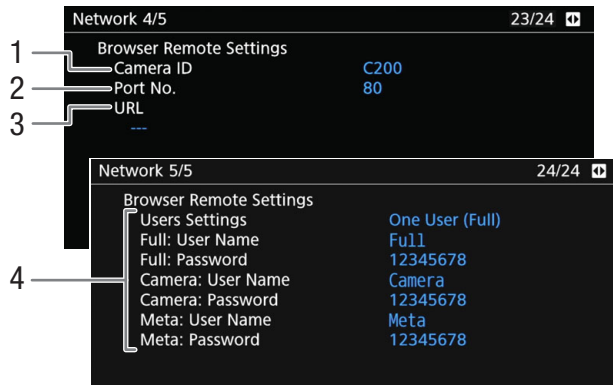 Network 4/5 23/24
Browser Remote Settings
1 Camera ID C200
2 Port No. 80
3 URL
---
Network 5/5 24/24
Browser Remote Settings
Users Settings One User (Full)
Full: User Name Full
Full: Password 12345678
4 Camera: User Name Camera
Camera: Password 12345678
Meta: User Name Meta
Meta: Password 12345678